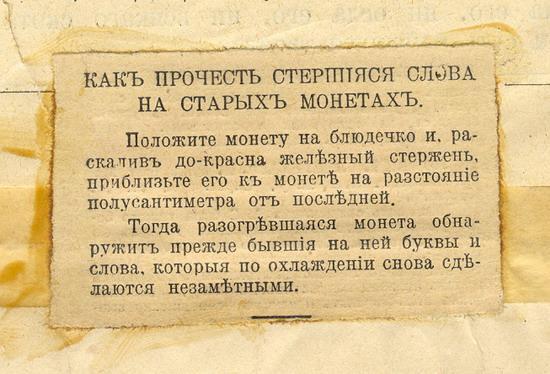 КАКЪ ПРОЧЕСТЬ СТЕРШІЯСЯ СЛОВА
НА СТАРЫХЪ МОНЕТАХЪ.
Положите монету на блюдечко и, рас-
скаливъ до-красна желѣзный стержень,
приблизьте его къ монетѣ на разстояніе
полусантиметра отъ послѣдней.
Тогда разогрѣвшаяся монета обна-
ружитъ прежде бывшія на ней буквы и
слова, которыя по охлажденіи снова сдѣ-
лаются незамѣтными.